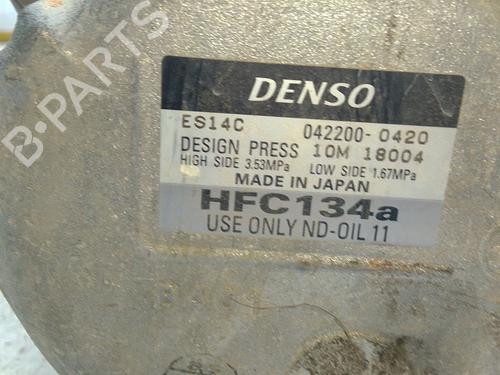 B-PARTS
DENSO
ES14C 042200-0420
DESIGN PRESS 10M 18004
HIGH SIDE 3.53MPa LOW SIDE 1.67MPa
MADE IN JAPAN
HFC134a
USE ONLY ND-OIL 11